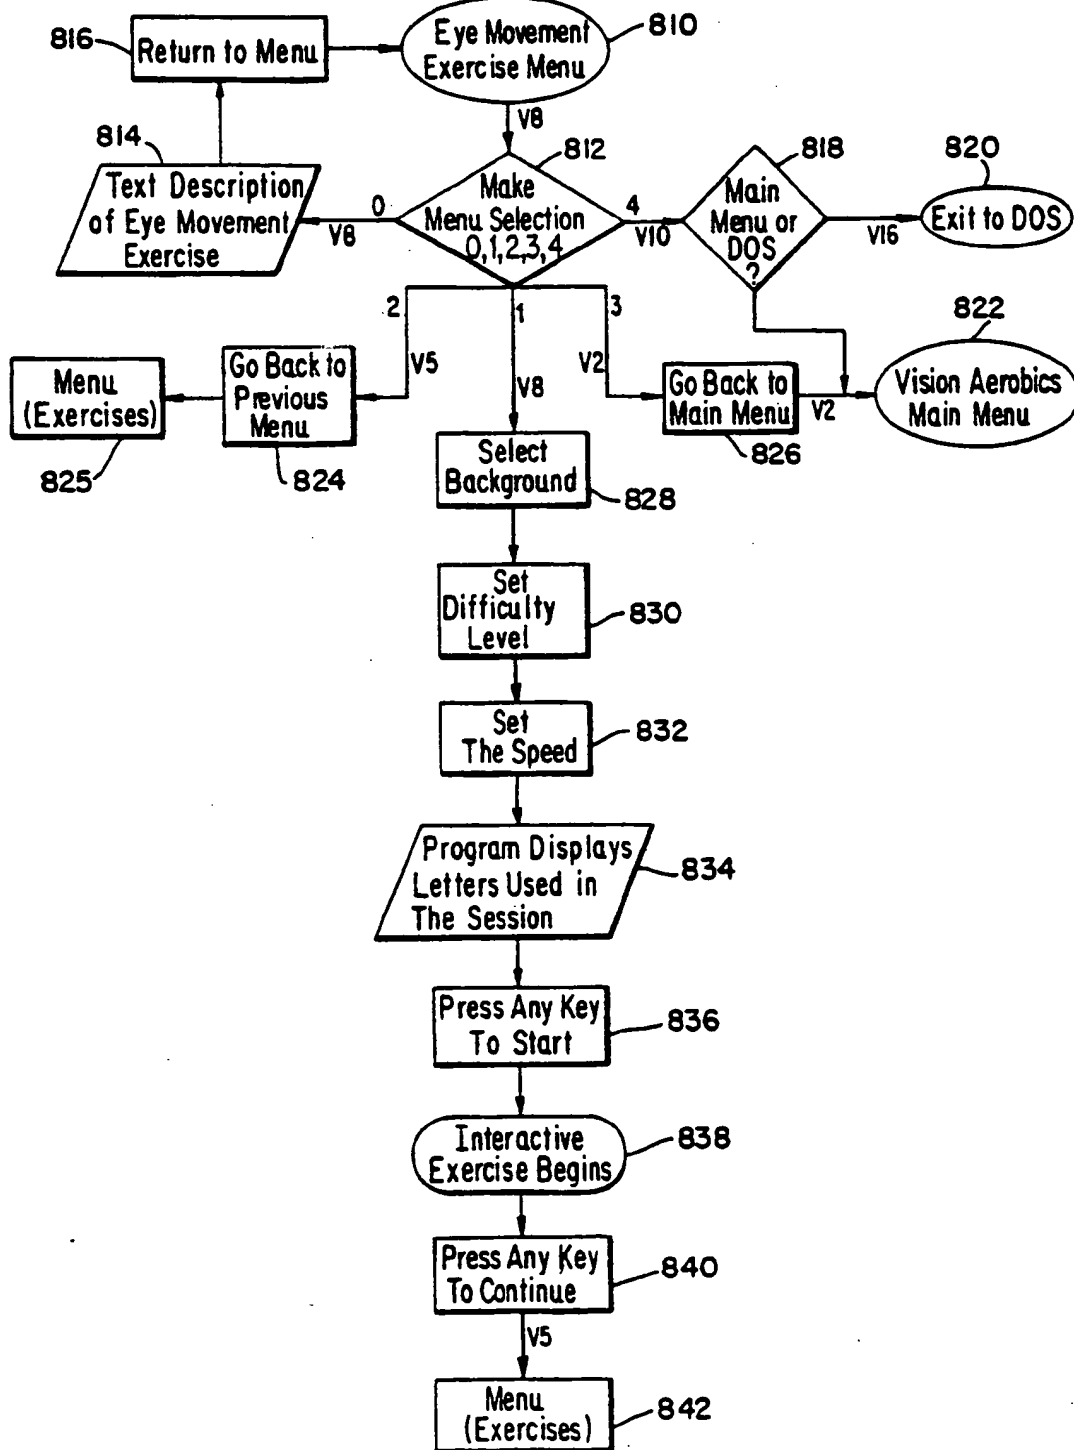 816
Return to Menu
Eye Movement
Exercise Menu
810
V8
814
Text Description
of Eye Movement
Exercise
0
V8
812
Make
Menu Selection
0,1,2,3,4
4
V10
818
Main
Menu or
DOS
?
V16
820
Exit to DOS
2
1
3
V5
V8
V2
Menu
(Exercises)
825
Go Back to
Previous
Menu
824
Go Back to
Main Menu
826
V2
822
Vision Aerobics
Main Menu
Select
Background
828
Set
Difficulty
Level
830
Set
The Speed
832
Program Displays
Letters Used in
The Session
834
Press Any Key
To Start
836
Interactive
Exercise Begins
838
Press Any Key
To Continue
840
V5
Menu
(Exercises)
842